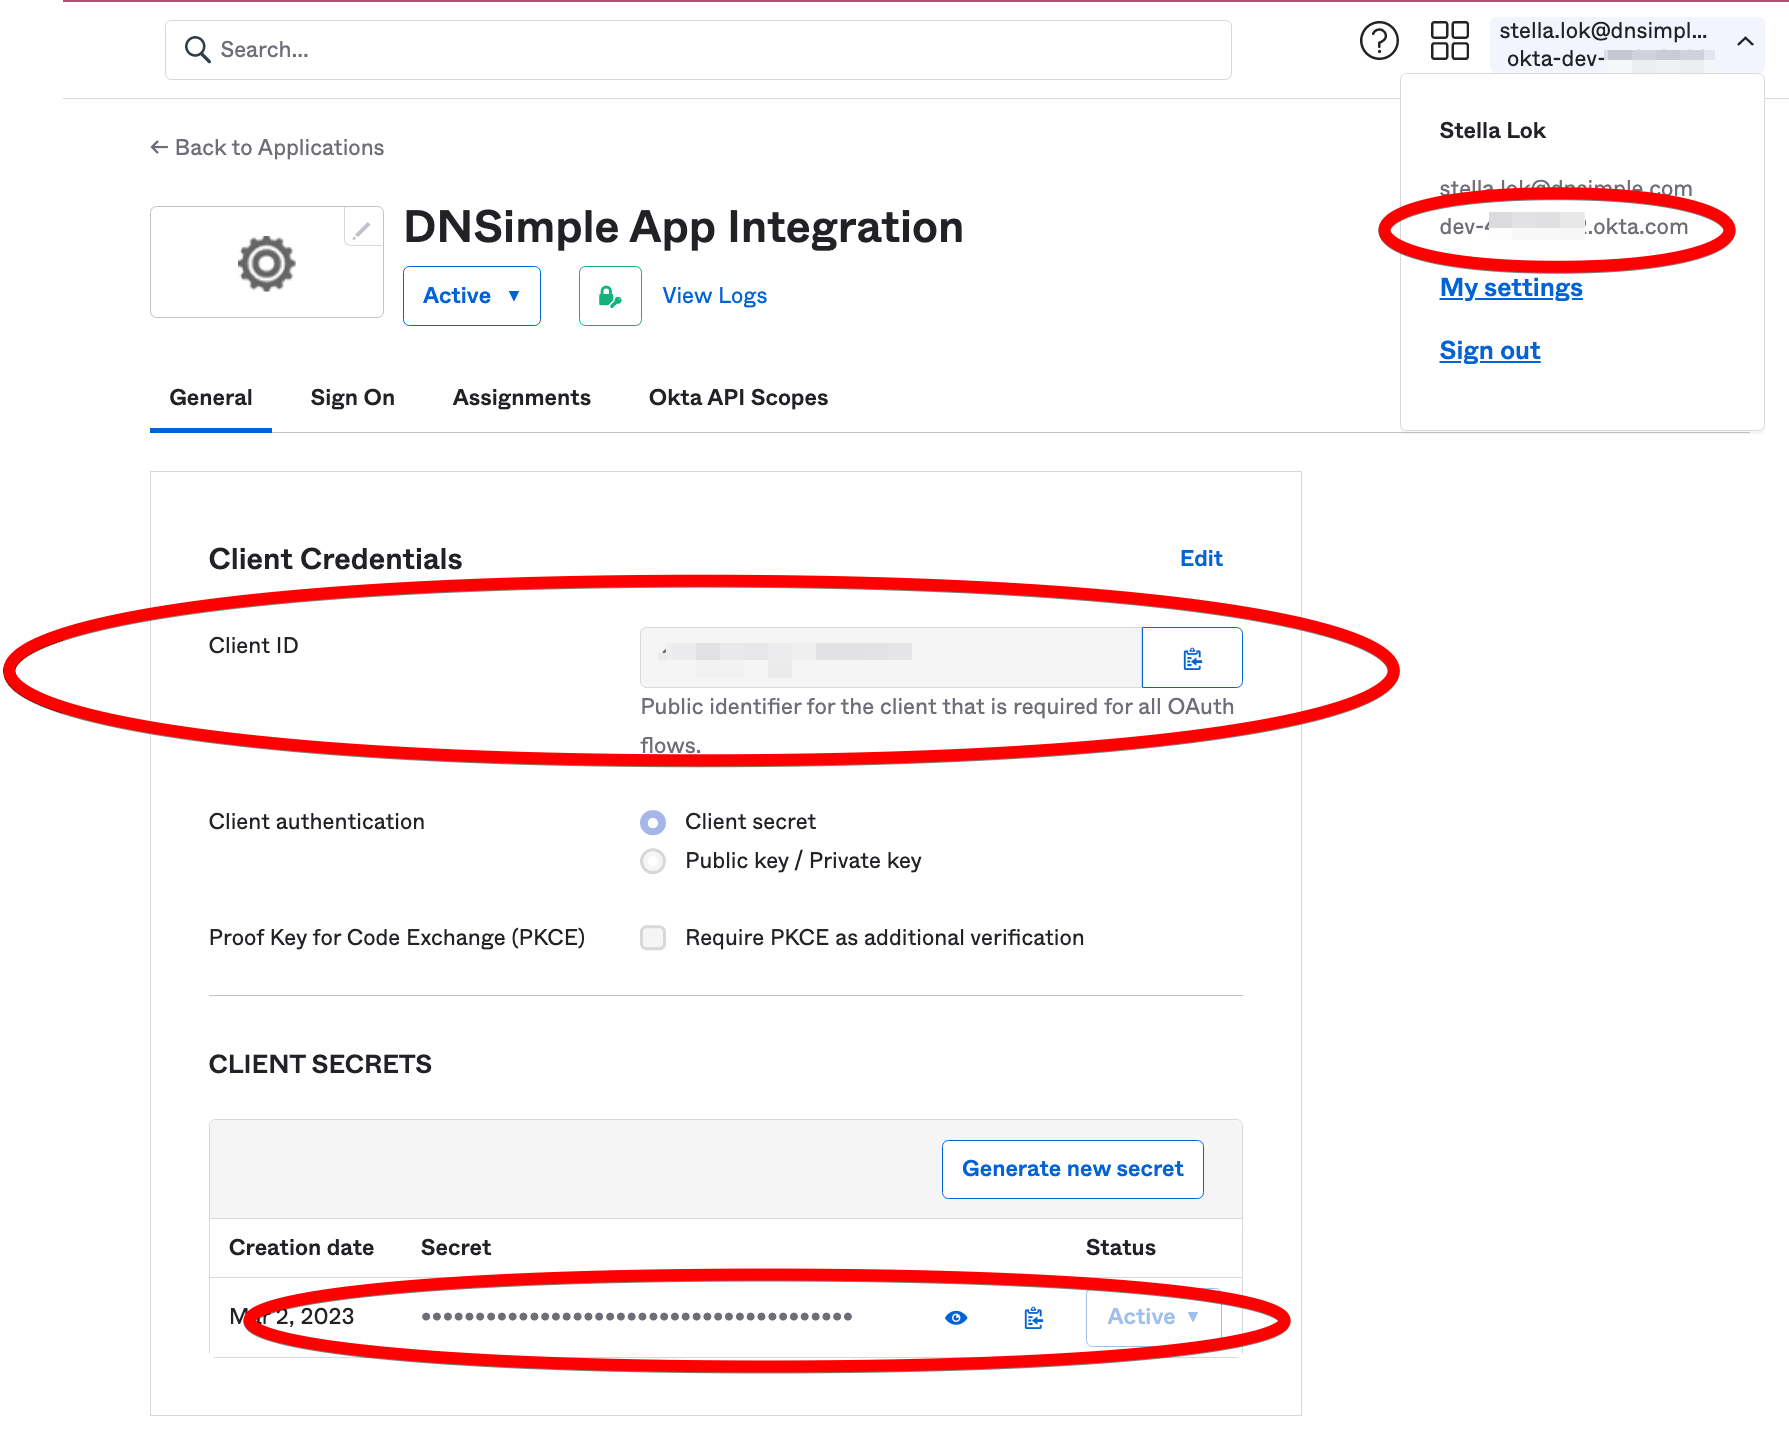 Search...
stella.lok@dnsimpl...
okta-dev-
Stella Lok
stella.lok@dnsimple.com
dev-4 2.okta.com
My settings
Sign out
← Back to Applications
DNSimple App Integration
Active ▼
View Logs
General Sign On Assignments Okta API Scopes
Client Credentials Edit
Client ID
Public identifier for the client that is required for all OAuth
flows.
Client authentication
Client secret
Public key / Private key
Proof Key for Code Exchange (PKCE) Require PKCE as additional verification
CLIENT SECRETS
Generate new secret
Creation date Secret Status
Mar 2, 2023 •••••••••••••••••••••••••••••••••••••••• Active ▼